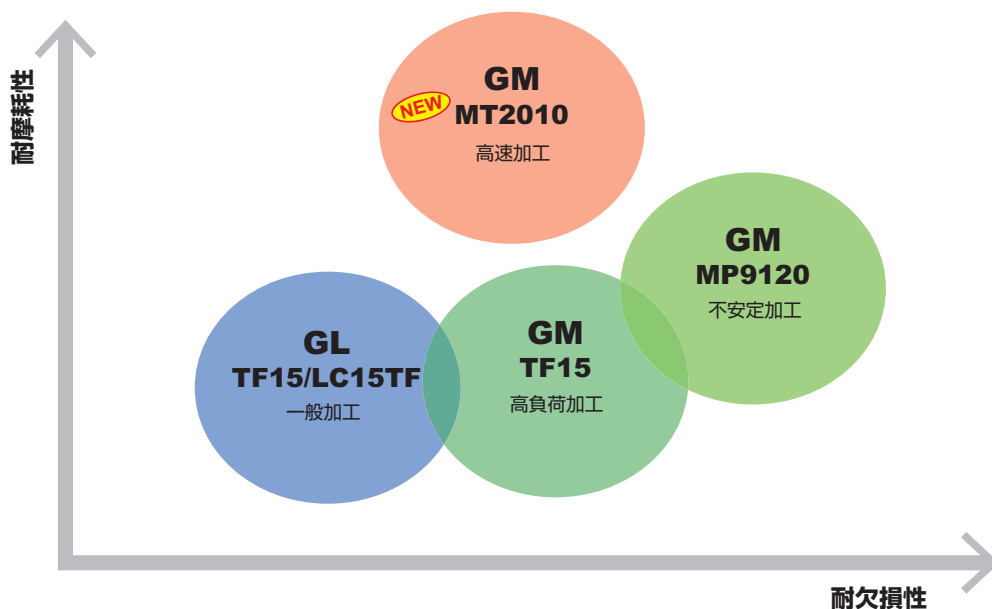 耐摩耗性
GM
NEW
MT2010
高速加工
GM
MP9120
不安定加工
GL
TF15/LC15TF
一般加工
GM
TF15
高負荷加工
耐欠損性